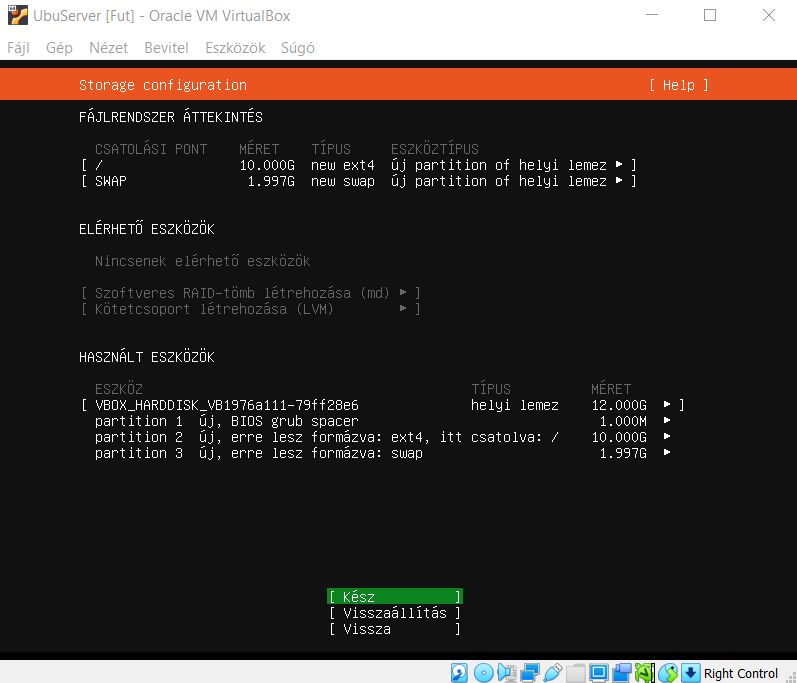 UbuServer [Fut] - Oracle VM VirtualBox
Fájl Gép Nézet Bevitel Eszközök Súgó
Storage configuration [ Help ]
FÁJLRENDSZER ÁTTEKINTÉS
CSATOLÁSI PONT MÉRET TÍPUS ESZKÖZTÍPUS
[ / 10.000G new ext4 új partition of helyi lemez ▸ ]
[ SWAP 1.997G new swap új partition of helyi lemez ▸ ]
ELÉRHETŐ ESZKÖZÖK
Nincsenek elérhető eszközök
[ Szoftveres RAID-tömb létrehozása (md) ▸ ]
[ Kötetcsoport létrehozása (LVM) ▸ ]
HASZNÁLT ESZKÖZÖK
ESZKÖZ TÍPUS MÉRET
[ VBOX_HARDDISK_VB1976a111-79ff28e6 helyi lemez 12.000G ▸ ]
partition 1 új, BIOS grub spacer 1.000M ▸
partition 2 új, erre lesz formázva: ext4, itt csatolva: / 10.000G ▸
partition 3 új, erre lesz formázva: swap 1.997G ▸
[ Kész ]
[ Visszaállítás ]
[ Vissza ]
Right Control